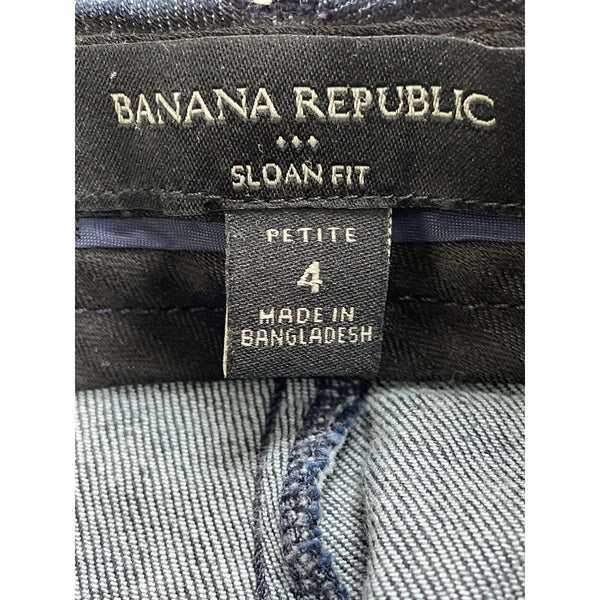 BANANA REPUBLIC
SLOAN FIT
PETITE
4
MADE IN
BANGLADESH